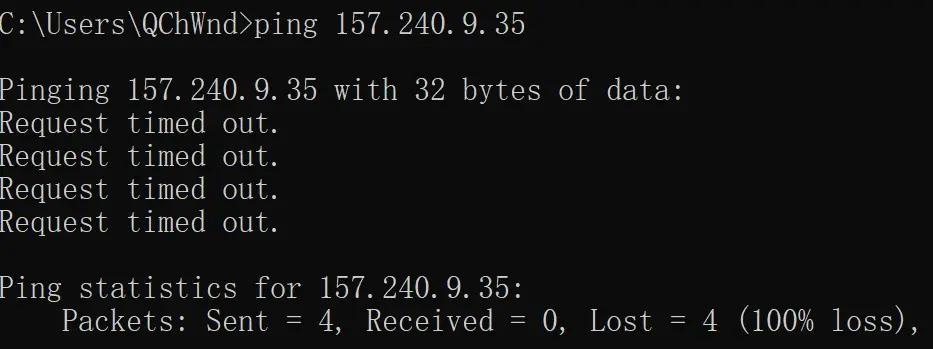 C:\Users\QChWnd>ping 157.240.9.35
Pinging 157.240.9.35 with 32 bytes of data:
Request timed out.
Request timed out.
Request timed out.
Request timed out.
Ping statistics for 157.240.9.35:
    Packets: Sent = 4, Received = 0, Lost = 4 (100% loss),